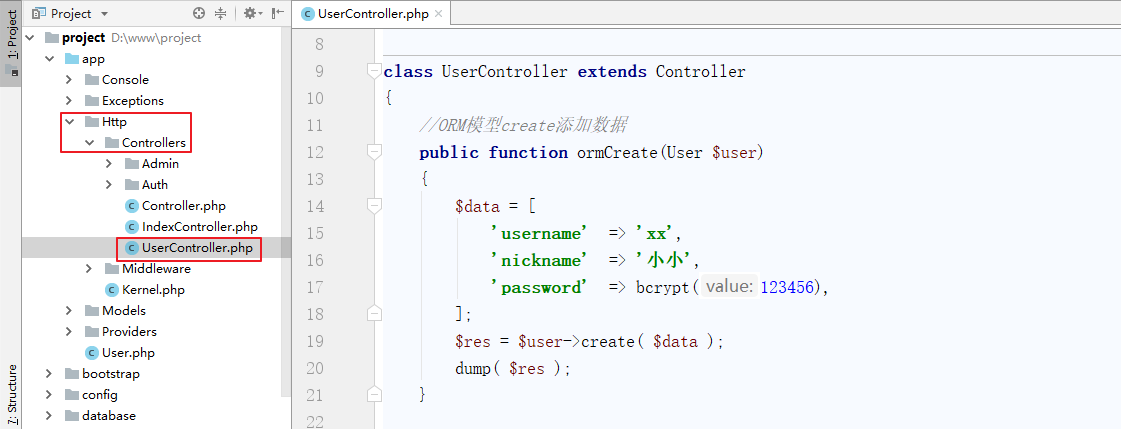 1: Project
7: Structure
Project
project D:\www\project
app
Console
Exceptions
Http
Controllers
Admin
Auth
Controller.php
IndexController.php
UserController.php
Middleware
Kernel.php
Models
Providers
User.php
bootstrap
config
database
UserController.php
8
9 class UserController extends Controller
10 {
11 //ORM模型create添加数据
12 public function ormCreate(User $user)
13 {
14 $data = [
15 'username' => 'xx',
16 'nickname' => '小小',
17 'password' => bcrypt( value: 123456),
18 ];
19 $res = $user->create( $data );
20 dump( $res );
21 }
22